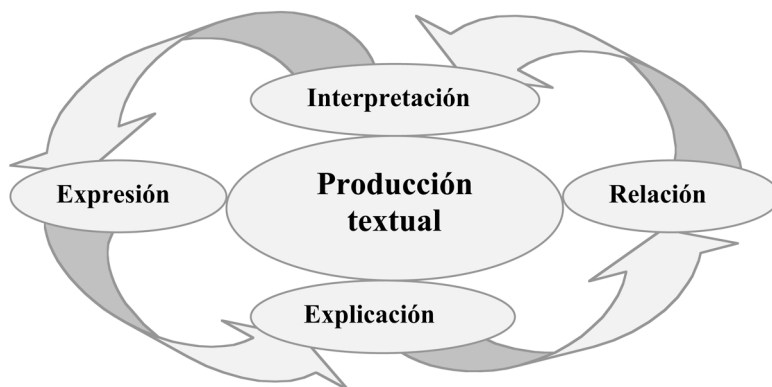 Interpretación
Expresión
Producción
textual
Relación
Explicación